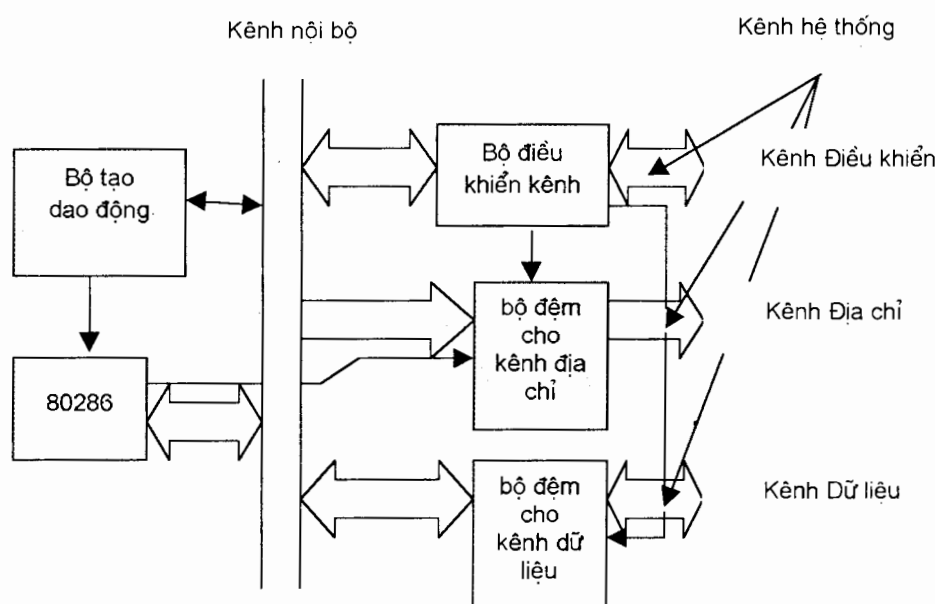 Kênh nội bộ
Kênh hệ thống
Bộ tạo
dao động
Bộ điều
khiển kênh
Kênh Điều khiển
bộ đệm
cho
kênh địa
chỉ
Kênh Địa chỉ
80286
bộ đệm
cho
kênh dữ
liệu
Kênh Dữ liệu